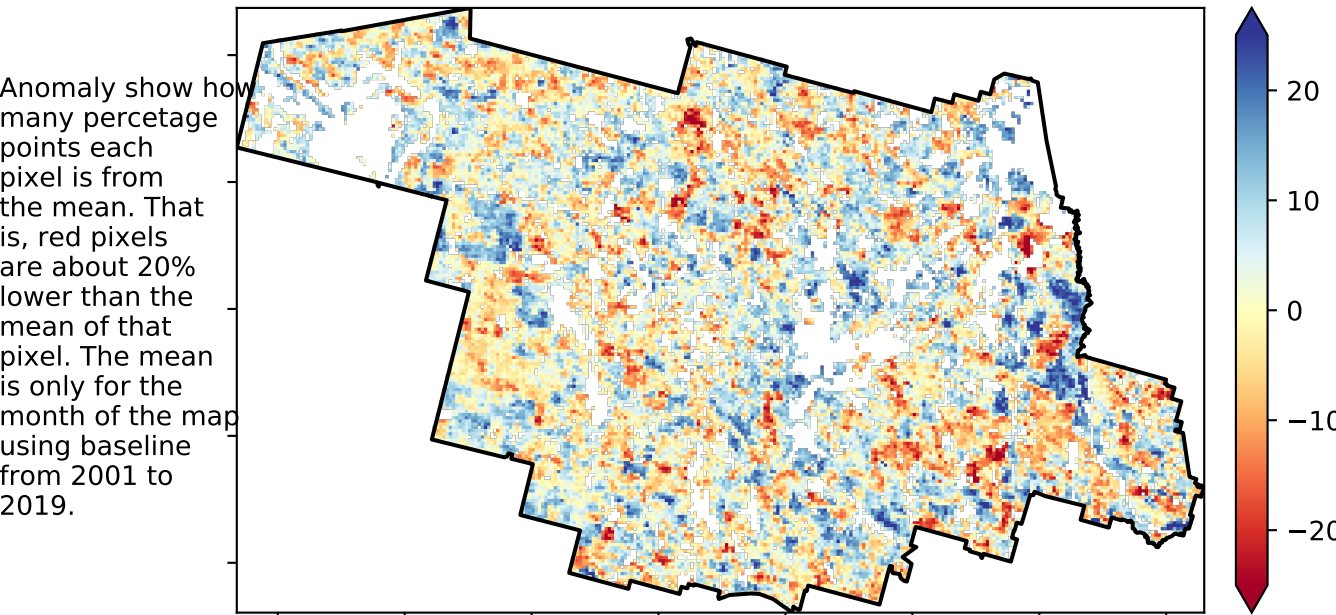 Anomaly show how
many percetage
points each
pixel is from
the mean. That
is, red pixels
are about 20%
lower than the
mean of that
pixel. The mean
is only for the
month of the map
using baseline
from 2001 to
2019.
20
10
0
−10
−20